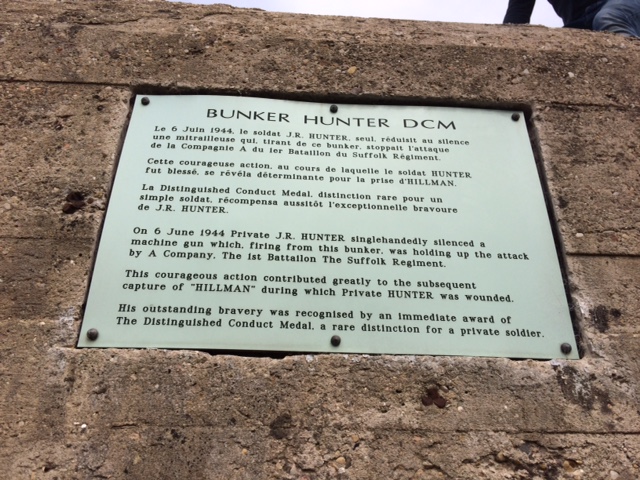 BUNKER HUNTER DCM
Le 6 Juin 1944, le soldat J.R. HUNTER, seul, réduisit au silence
une mitrailleuse qui, tirant de ce bunker, stoppait l'attaque
de la Compagnie A du 1er Bataillon du Suffolk Régiment.
Cette courageuse action, au cours de laquelle le soldat HUNTER
fut blessé, se révéla déterminante pour la prise d'HILLMAN.
La Distinguished Conduct Medal, distinction rare pour un
simple soldat, récompensa aussitôt l'exceptionnelle bravoure
de J.R. HUNTER.
On 6 June 1944 Private J.R. HUNTER singlehandedly silenced a
machine gun which, firing from this bunker, was holding up the attack
by A Company, The 1st Battalion The Suffolk Regiment.
This courageous action contributed greatly to the subsequent
capture of "HILLMAN" during which Private HUNTER was wounded.
His outstanding bravery was recognised by an immediate award of
The Distinguished Conduct Medal, a rare distinction for a private soldier.